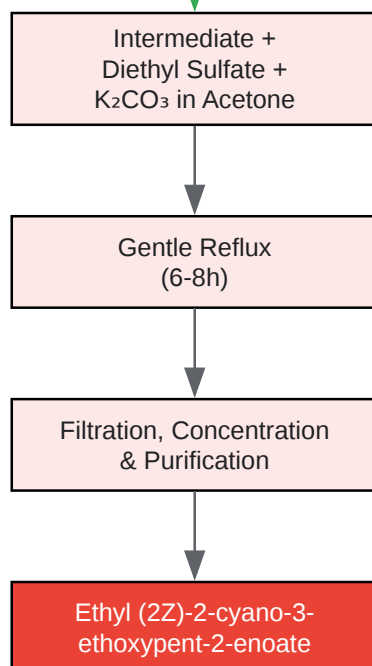 Intermediate +
Diethyl Sulfate +
K₂CO₃ in Acetone
Gentle Reflux
(6-8h)
Filtration, Concentration
& Purification
Ethyl (2Z)-2-cyano-3-
ethoxypent-2-enoate